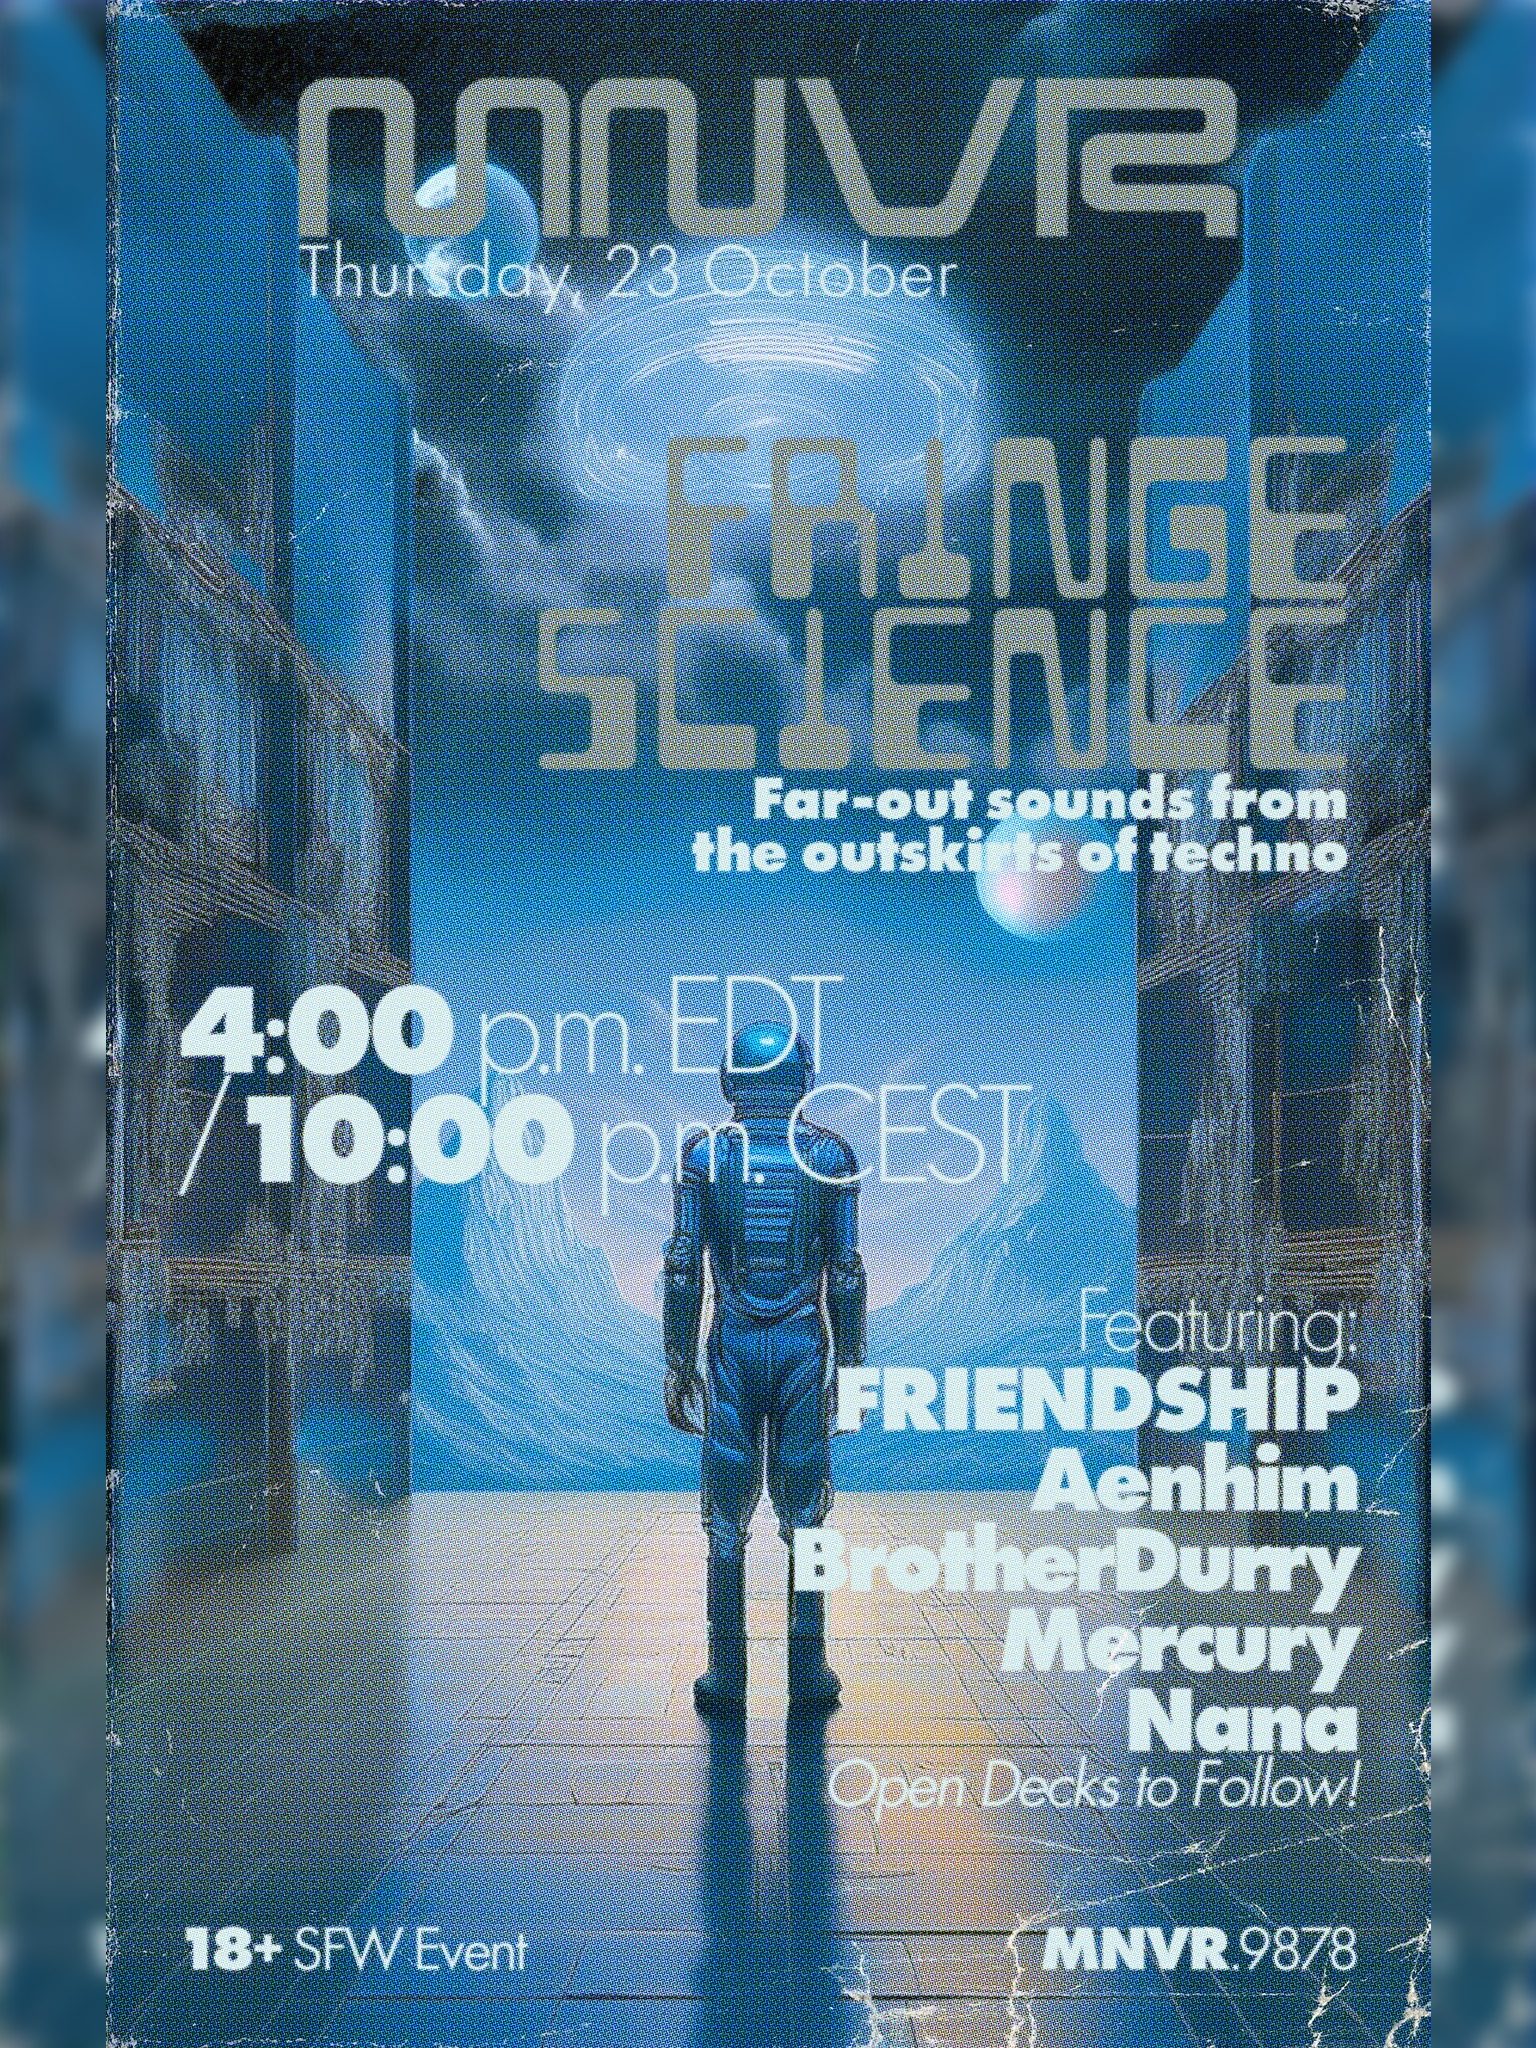 MNVR
Thursday, 23 October
FRINGE
SCIENCE
Far-out sounds from
the outskirts of techno
4:00 p.m. EDT
/10:00 p.m. CEST
Featuring:
FRIENDSHIP
Aenhim
BrotherDurry
Mercury
Nana
Open Decks to Follow!
18+ SFW Event
MNVR.9878